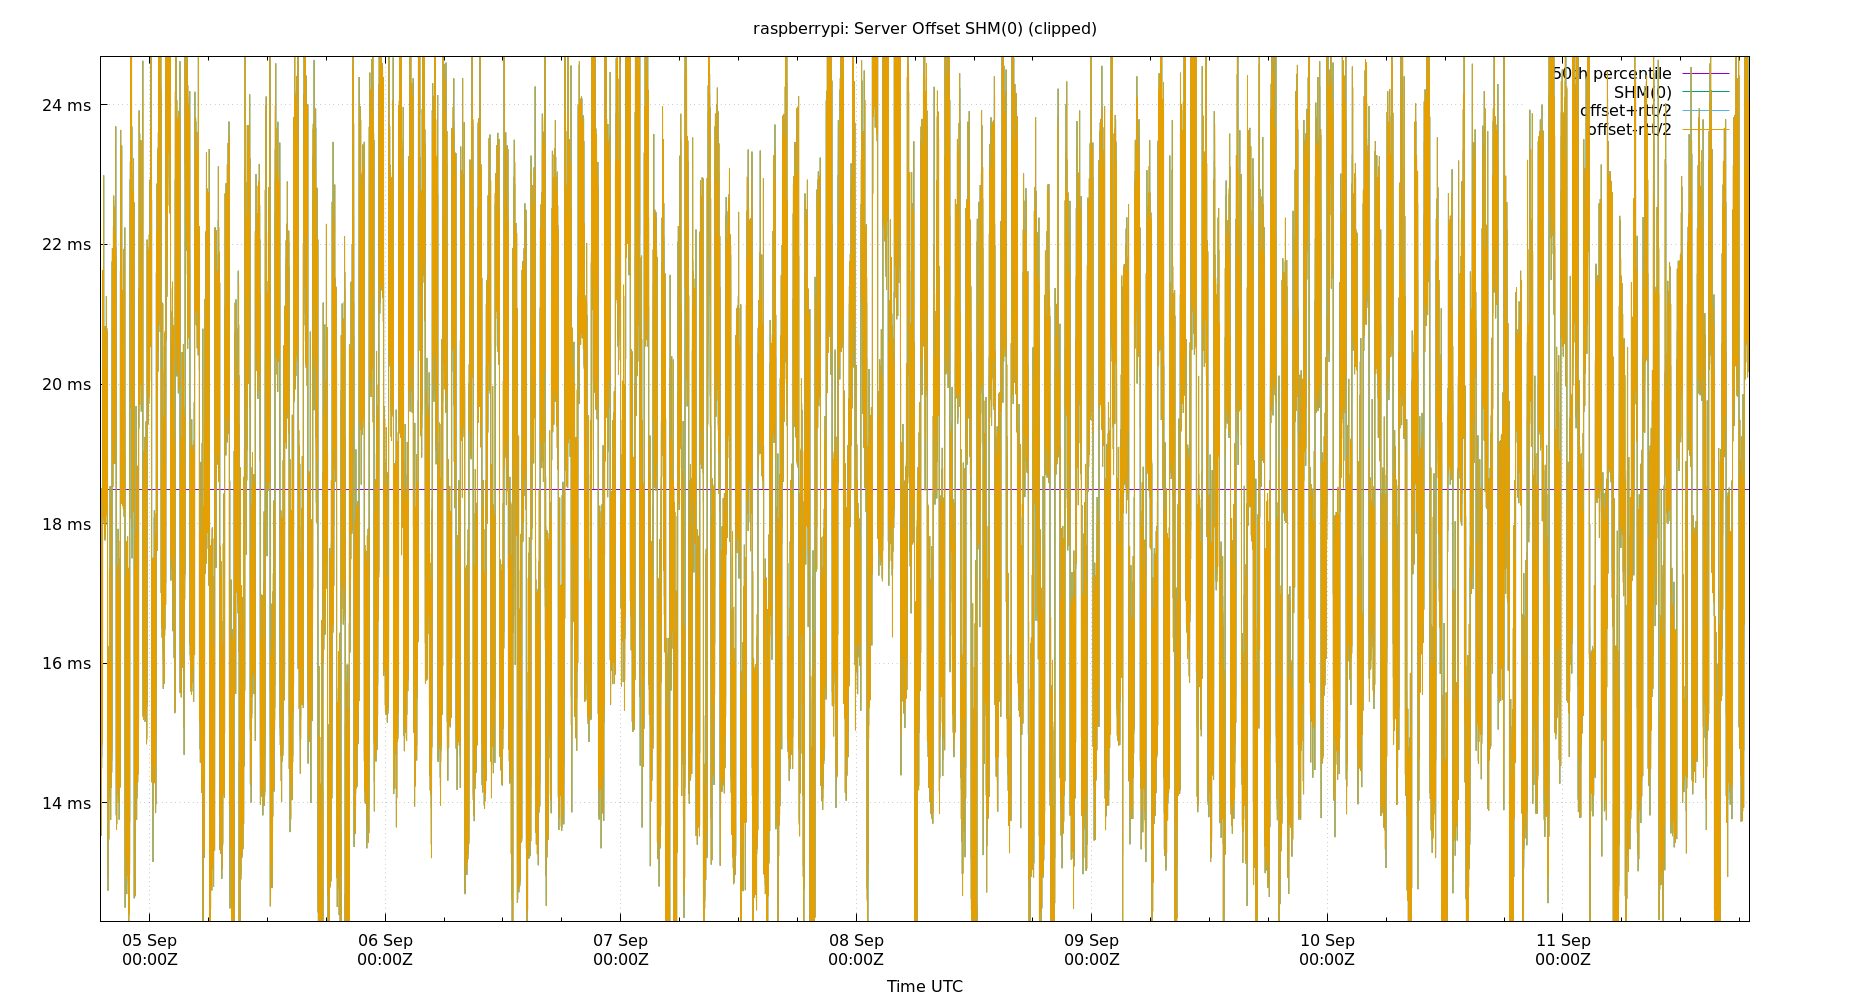 raspberrypi: Server Offset SHM(0) (clipped)
50th percentile
SHM(0)
offset+rtt/2
offset-rtt/2
24 ms
22 ms
20 ms
18 ms
16 ms
14 ms
05 Sep 06 Sep 07 Sep 08 Sep 09 Sep 10 Sep 11 Sep
00:00Z 00:00Z 00:00Z 00:00Z 00:00Z 00:00Z 00:00Z
Time UTC